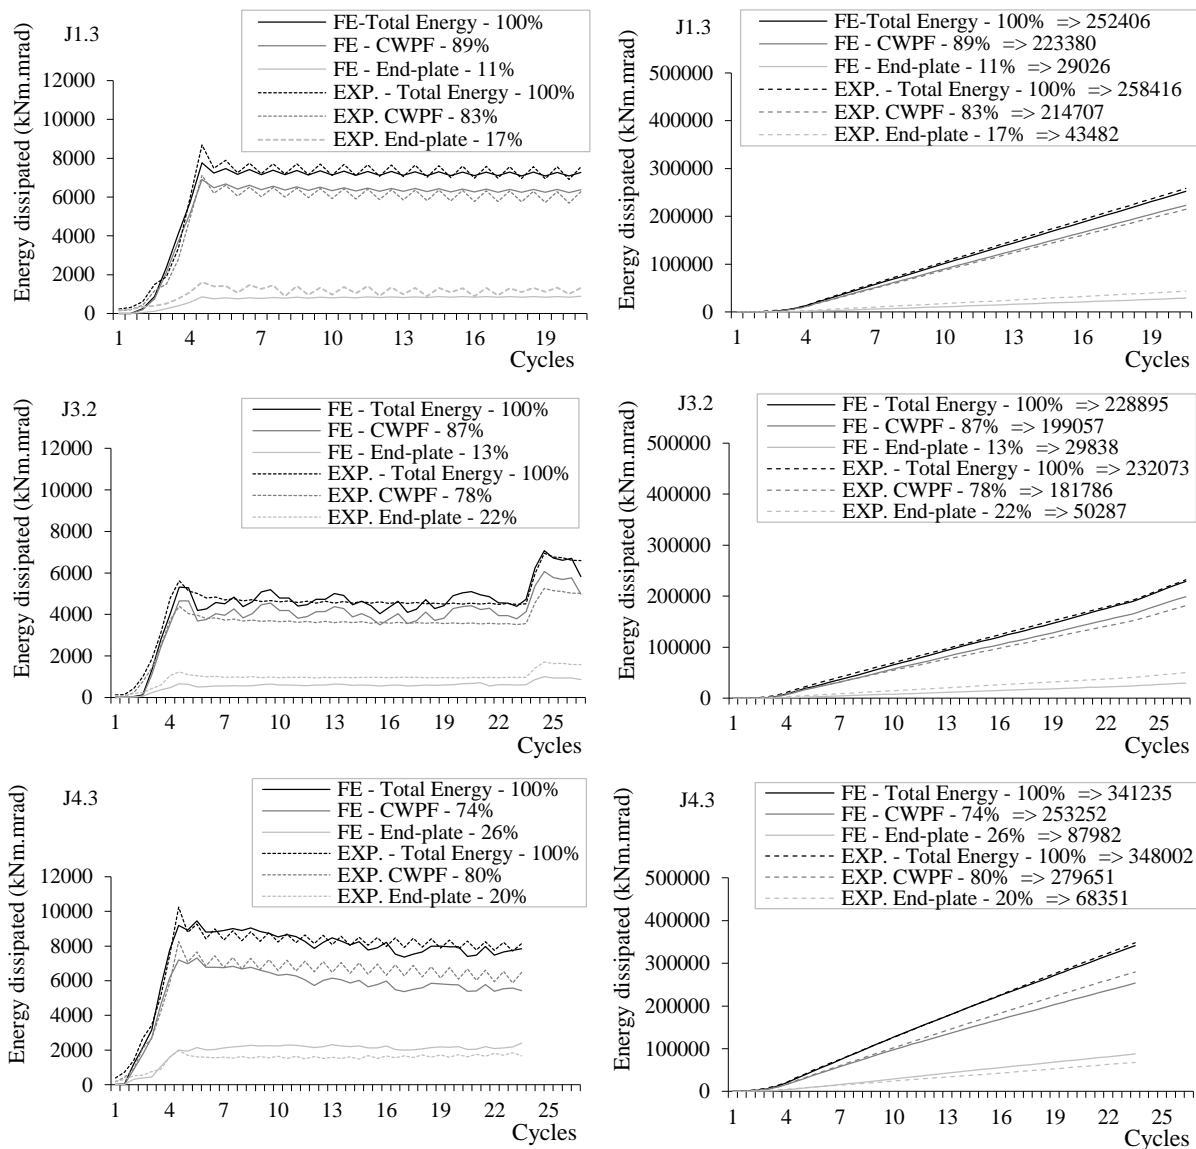 J1.3
FE-Total Energy - 100%
FE - CWPF - 89%
FE - End-plate - 11%
EXP. - Total Energy - 100%
EXP. CWPF - 83%
EXP. End-plate - 17%
Energy dissipated (kNm.mrad)
12000
10000
8000
6000
4000
2000
0
1 7 13 19
Cycles
J1.3
FE-Total Energy - 100% => 252406
FE - CWPF - 89% => 223380
FE - End-plate - 11% => 29026
EXP. - Total Energy - 100% => 258416
EXP. CWPF - 83% => 214707
EXP. End-plate - 17% => 43482
Energy dissipated (kNm.mrad)
500000
400000
300000
200000
100000
0
1 4 7 10 13 16 19
Cycles
J3.2
FE - Total Energy - 100%
FE - CWPF - 87%
FE - End-plate - 13%
EXP. - Total Energy - 100%
EXP. CWPF - 78%
EXP. End-plate - 22%
Energy dissipated (kNm.mrad)
12000
10000
8000
6000
4000
2000
0
1 4 7 10 13 16 19 22 25
Cycles
J3.2
FE - Total Energy - 100% => 228895
FE - CWPF - 87% => 199057
FE - End-plate - 13% => 29838
EXP. - Total Energy - 100% => 232073
EXP. CWPF - 78% => 181786
EXP. End-plate - 22% => 50287
Energy dissipated (kNm.mrad)
500000
400000
300000
200000
100000
0
1 4 7 10 13 16 19 22 25
Cycles
J4.3
FE - Total Energy - 100%
FE - CWPF - 74%
FE - End-plate - 26%
EXP. - Total Energy - 100%
EXP. CWPF - 80%
EXP. End-plate - 20%
Energy dissipated (kNm.mrad)
12000
10000
8000
6000
4000
2000
0
1 4 7 10 13 16 19 22 25
Cycles
J4.3
FE - Total Energy - 100% => 341235
FE - CWPF - 74% => 253252
FE - End-plate - 26% => 87982
EXP. - Total Energy - 100% => 348002
EXP. CWPF - 80% => 279651
EXP. End-plate - 20% => 68351
Energy dissipated (kNm.mrad)
500000
400000
300000
200000
100000
0
1 4 7 10 13 16 19 22 25
Cycles